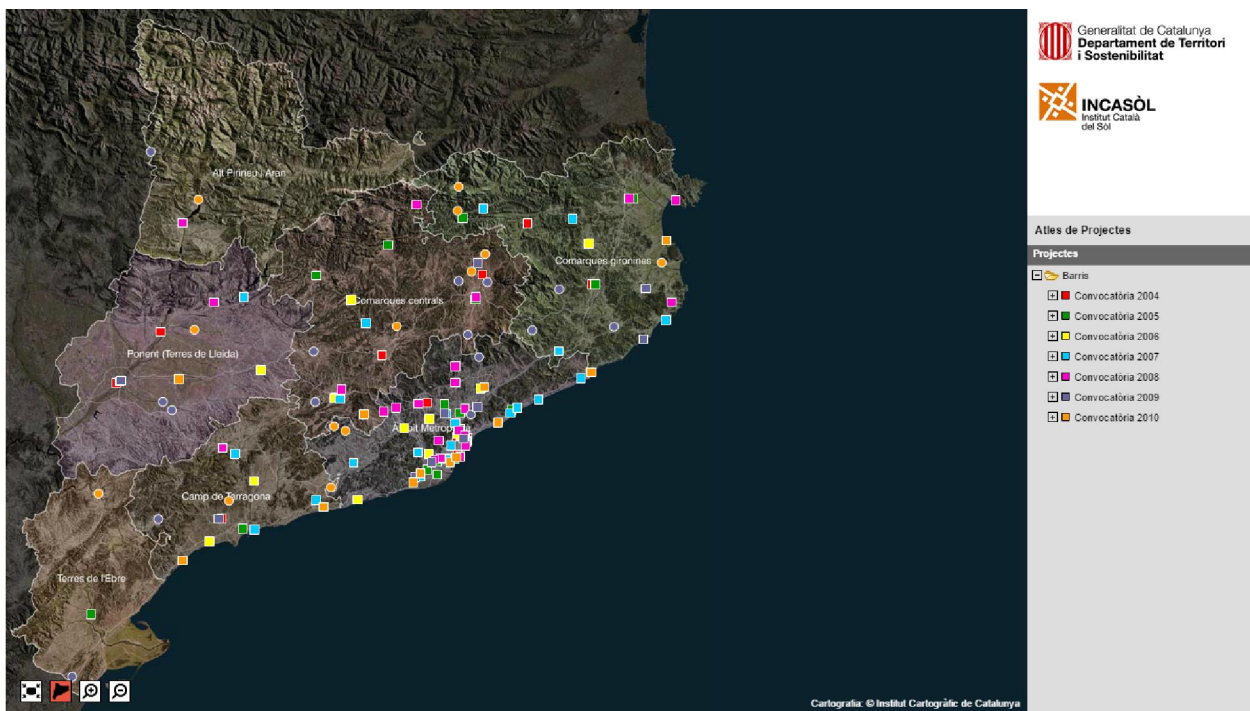 Alt Pirineu i Aran
Comarques gironines
Comarques centrals
Ponent (Terres de Lleida)
Àmbit Metropolità
Camp de Tarragona
Terres de l'Ebre
Cartografia: © Institut Cartogràfic de Catalunya
Generalitat de Catalunya
Departament de Territori
i Sostenibilitat
INCASÒL
Institut Català
del Sòl
Atles de Projectes
Projectes
Barris
Convocatòria 2004
Convocatòria 2005
Convocatòria 2006
Convocatòria 2007
Convocatòria 2008
Convocatòria 2009
Convocatòria 2010